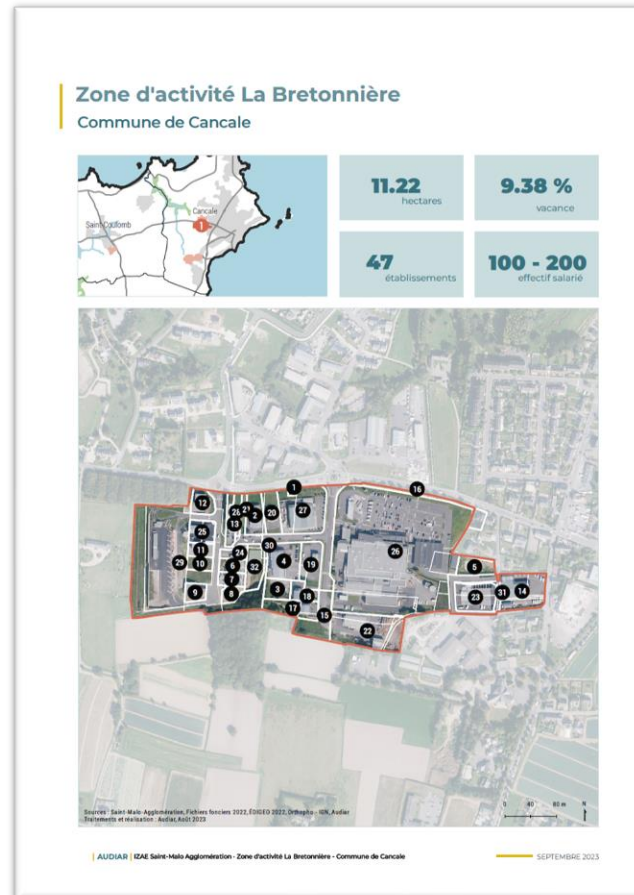 Zone d'activité La Bretonnière
Commune de Cancale
Saint-Coulomb
Cancale
1
11.22
hectares
9.38 %
vacance
47
établissements
100 - 200
effectif salarié
1
16
12
28
21
2
20
27
13
25
30
26
11
24
29
10
6
32
4
19
5
7
9
8
3
18
23
31
14
17
15
22
Sources : Saint-Malo-Agglomération, Fichiers fonciers 2022, ÉDIGEO 2022, Orthopho - IGN, Audiar
Traitements et réalisation : Audiar, Août 2023
0 40 80 m
N
| AUDIAR | IZAE Saint-Malo Agglomération - Zone d'activité La Bretonnière - Commune de Cancale
SEPTEMBRE 2023